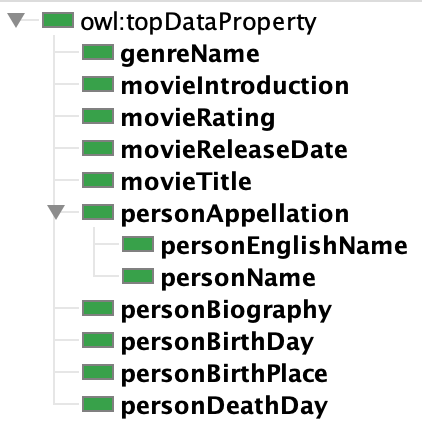 owl:topDataProperty
genreName
movieIntroduction
movieRating
movieReleaseDate
movieTitle
personAppellation
personEnglishName
personName
personBiography
personBirthDay
personBirthPlace
personDeathDay